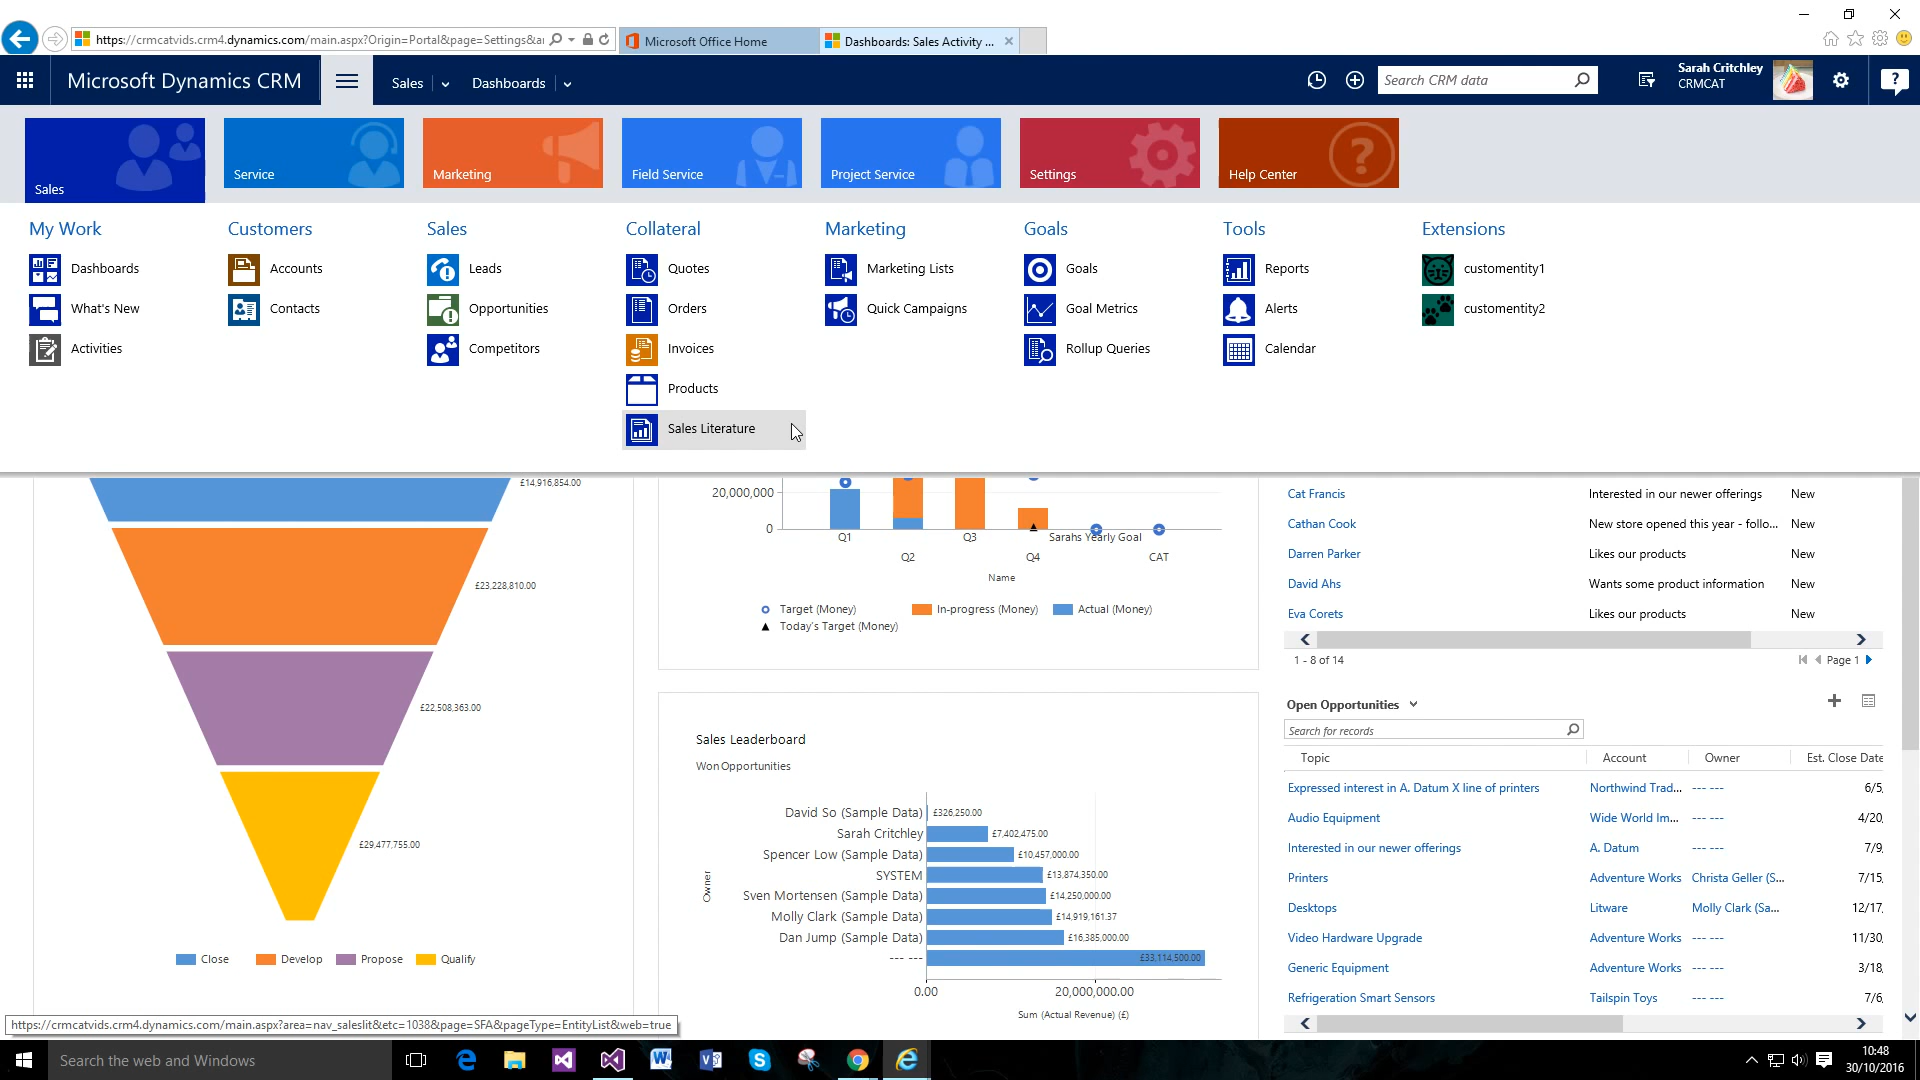 https://crmcatvids.crm4.dynamics.com/main.aspx?Origin=Portal&page=Settings&a
Microsoft Office Home
Dashboards: Sales Activity ...
Microsoft Dynamics CRM
Sales
Dashboards
Search CRM data
Sarah Critchley
CRMCAT
Sales
Service
Marketing
Field Service
Project Service
Settings
Help Center
My Work
Dashboards
What's New
Activities
Customers
Accounts
Contacts
Sales
Leads
Opportunities
Competitors
Collateral
Quotes
Orders
Invoices
Products
Sales Literature
Marketing
Marketing Lists
Quick Campaigns
Goals
Goals
Goal Metrics
Rollup Queries
Tools
Reports
Alerts
Calendar
Extensions
customentity1
customentity2
£14,916,854.00
£23,228,810.00
£22,508,363.00
£29,477,755.00
Close
Develop
Propose
Qualify
20,000,000
0
Q1
Q2
Q3
Q4
Sarahs Yearly Goal
CAT
Name
Target (Money)
In-progress (Money)
Actual (Money)
Today's Target (Money)
Sales Leaderboard
Won Opportunities
Owner
David So (Sample Data) £326,250.00
Sarah Critchley £7,402,475.00
Spencer Low (Sample Data) £10,457,000.00
SYSTEM £13,874,350.00
Sven Mortensen (Sample Data) £14,250,000.00
Molly Clark (Sample Data) £14,919,161.37
Dan Jump (Sample Data) £16,385,000.00
--- --- £33,114,500.00
0.00
20,000,000.00
Sum (Actual Revenue) (£)
Cat Francis Interested in our newer offerings New
Cathan Cook New store opened this year - follo... New
Darren Parker Likes our products New
David Ahs Wants some product information New
Eva Corets Likes our products New
1 - 8 of 14
Page 1
Open Opportunities
Search for records
Topic Account Owner Est. Close Date
Expressed interest in A. Datum X line of printers Northwind Trad... --- --- 6/5,
Audio Equipment Wide World Im... --- --- 4/20,
Interested in our newer offerings A. Datum --- --- 7/9,
Printers Adventure Works Christa Geller (S... 7/15,
Desktops Litware Molly Clark (Sa... 12/17,
Video Hardware Upgrade Adventure Works --- --- 11/30,
Generic Equipment Adventure Works --- --- 3/18,
Refrigeration Smart Sensors Tailspin Toys --- --- 7/6,
https://crmcatvids.crm4.dynamics.com/main.aspx?area=nav_saleslit&etc=1038&page=SFA&pageType=EntityList&web=true
Search the web and Windows
10:48
30/10/2016